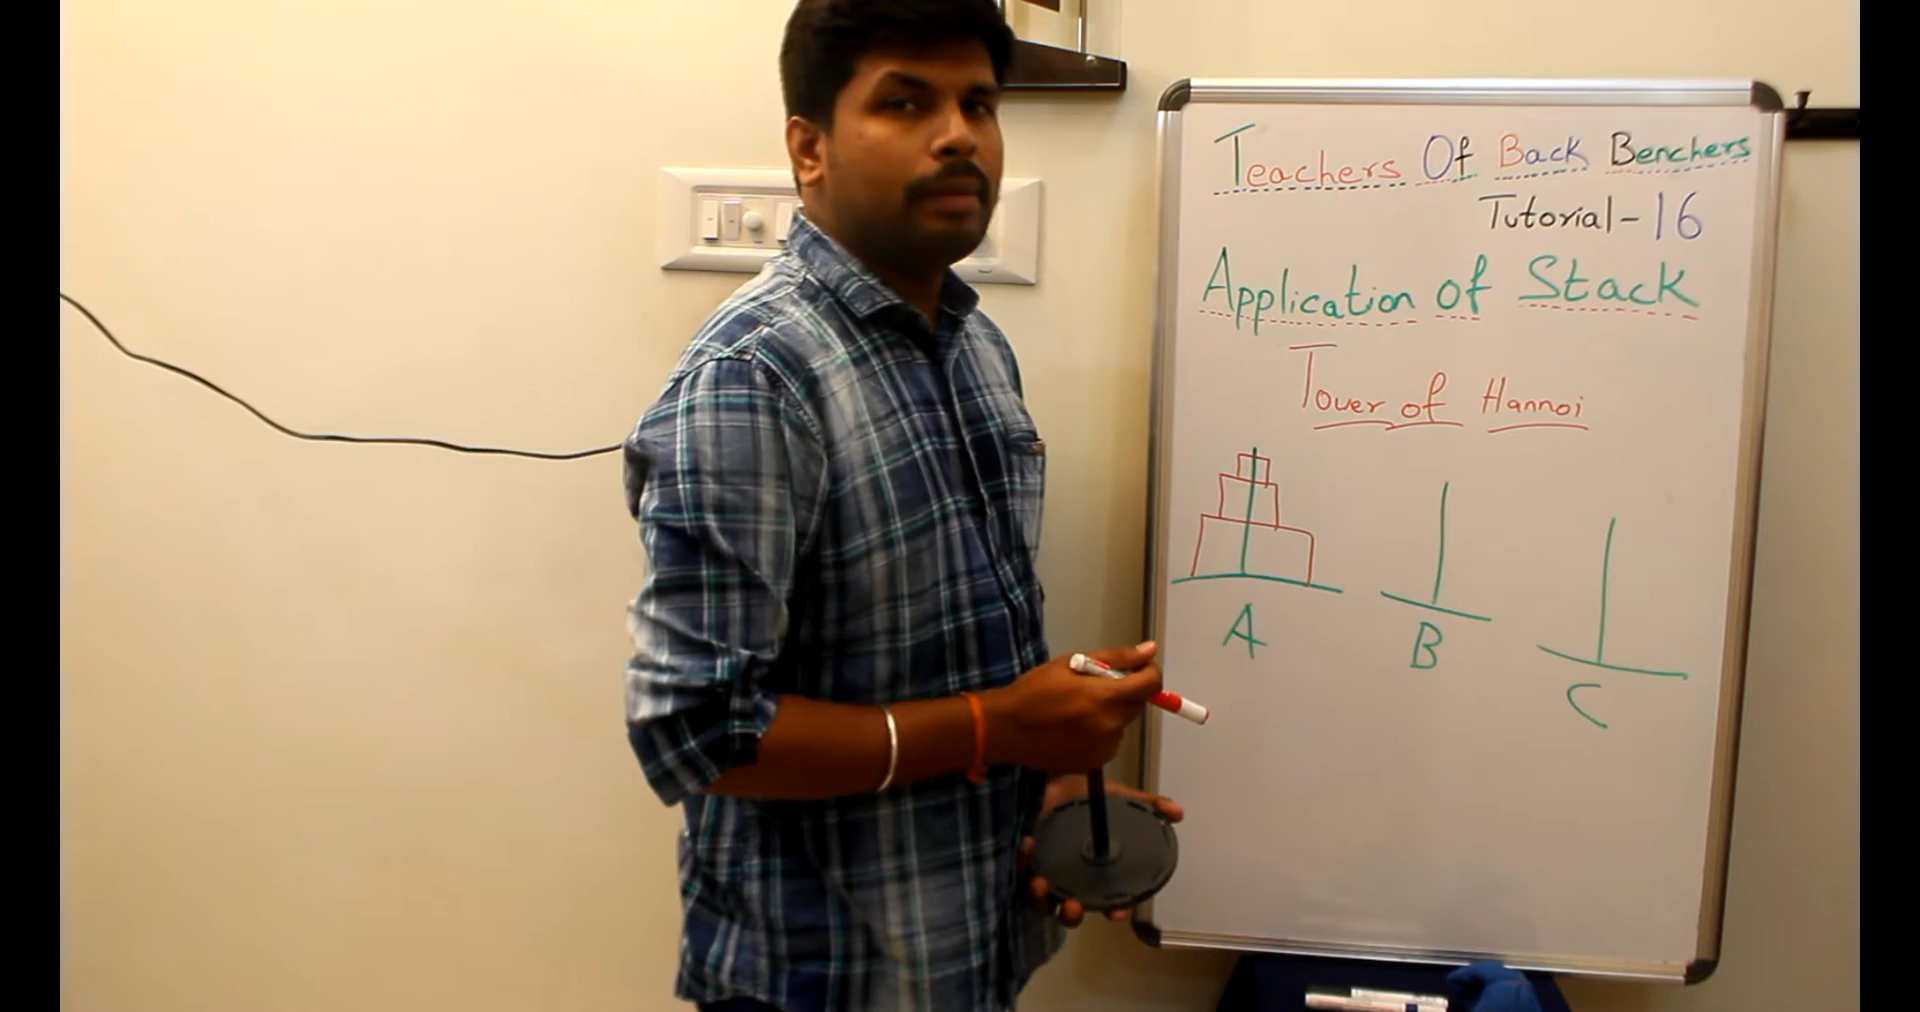 Teachers Of Back Benchers
Tutorial-16
Application of Stack
Tower of Hannoi
A
B
C